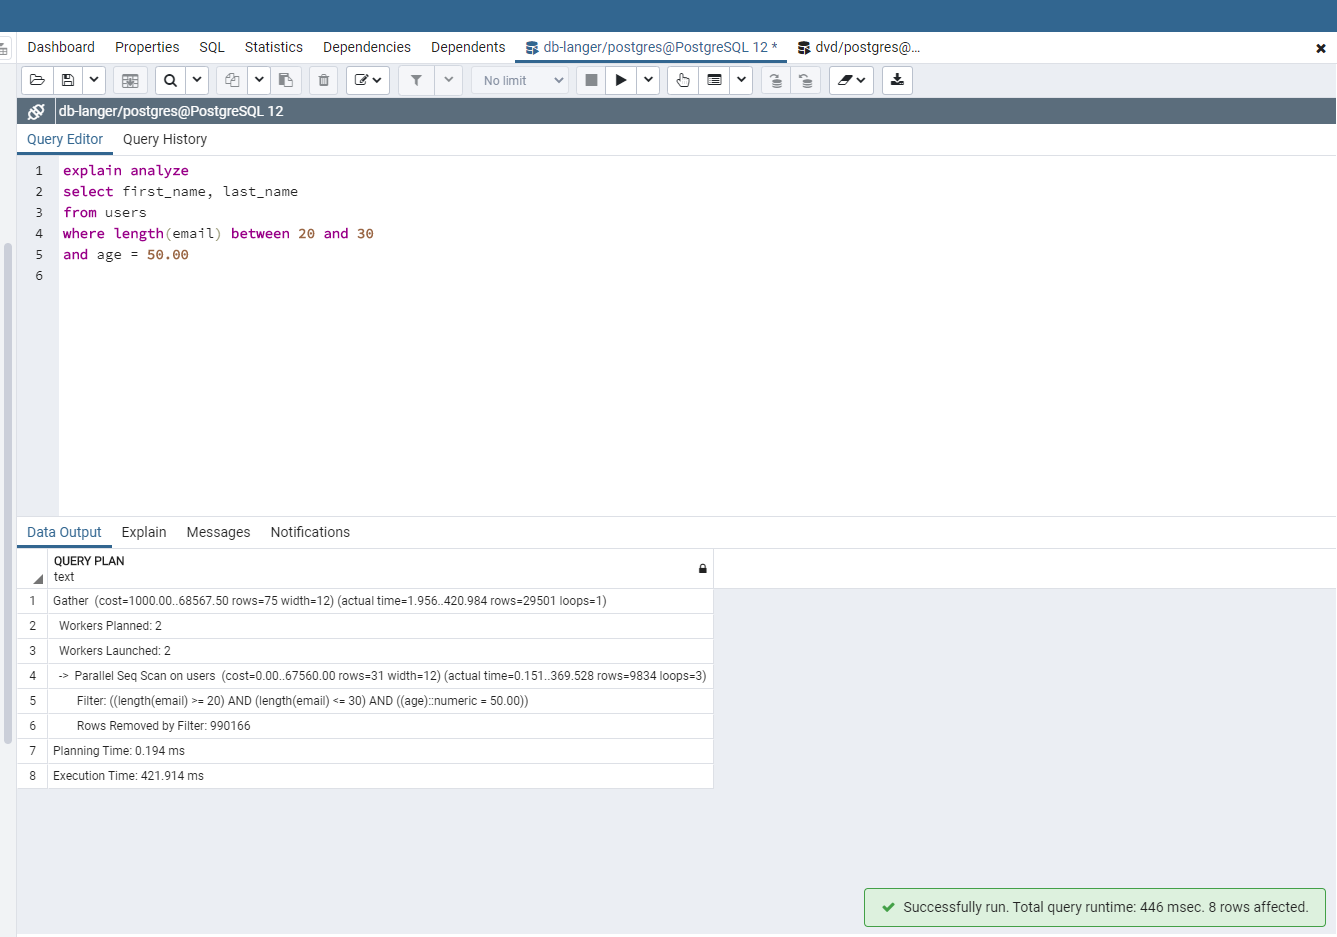 Dashboard Properties SQL Statistics Dependencies Dependents db-langer/postgres@PostgreSQL 12 * dvd/postgres@...
No limit
db-langer/postgres@PostgreSQL 12
Query Editor Query History
1 explain analyze
2 select first_name, last_name
3 from users
4 where length(email) between 20 and 30
5 and age = 50.00
6
Data Output Explain Messages Notifications
QUERY PLAN
text
1 Gather (cost=1000.00..68567.50 rows=75 width=12) (actual time=1.956..420.984 rows=29501 loops=1)
2 Workers Planned: 2
3 Workers Launched: 2
4 -> Parallel Seq Scan on users (cost=0.00..67560.00 rows=31 width=12) (actual time=0.151..369.528 rows=9834 loops=3)
5 Filter: ((length(email) >= 20) AND (length(email) <= 30) AND ((age)::numeric = 50.00))
6 Rows Removed by Filter: 990166
7 Planning Time: 0.194 ms
8 Execution Time: 421.914 ms
Successfully run. Total query runtime: 446 msec. 8 rows affected.